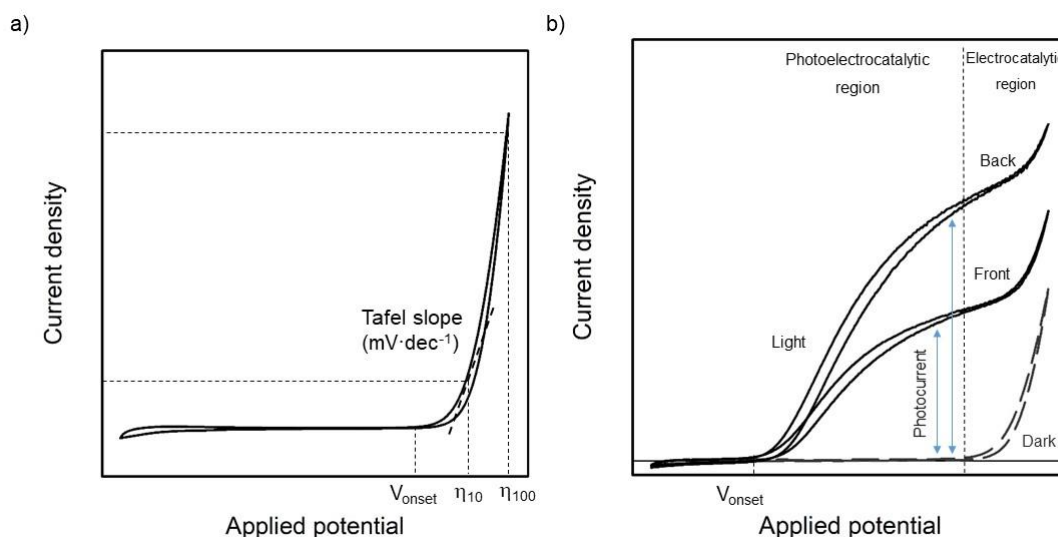 a)
Current density
Tafel slope
(mV·dec⁻¹)
V_onset η₁₀ η₁₀₀
Applied potential
b)
Current density
Photoelectrocatalytic
region
Electrocatalytic
region
Back
Front
Light
Photocurrent
Dark
V_onset
Applied potential